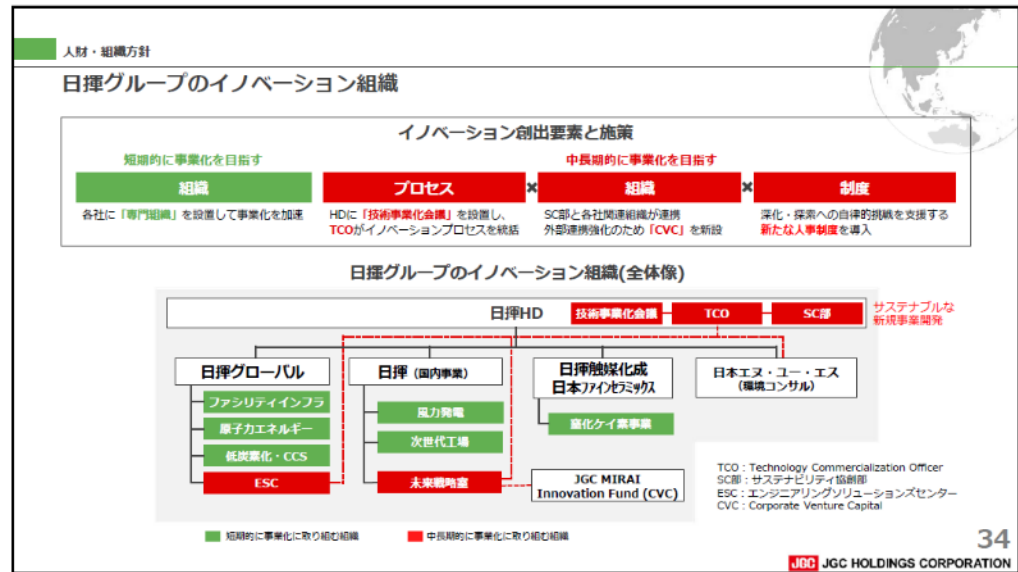 人財・組織方針
日揮グループのイノベーション組織
イノベーション創出要素と施策
短期的に事業化を目指す
中長期的に事業化を目指す
組織
プロセス
×
組織
×
制度
各社に「専門組織」を設置して事業化を加速
HDに「技術事業化会議」を設置し、
TCOがイノベーションプロセスを統括
SC部と各社関連組織が連携
外部連携強化のため「CVC」を新設
深化・探索への自律的挑戦を支援する
新たな人事制度を導入
日揮グループのイノベーション組織(全体像)
日揮HD
技術事業化会議
TCO
SC部
サステナブルな
新規事業開発
日揮グローバル
ファシリティインフラ
原子力エネルギー
低炭素化・CCS
ESC
日揮（国内事業）
風力発電
次世代工場
未来戦略室
日揮触媒化成
日本ファインセラミックス
窒化ケイ素事業
日本エヌ・ユー・エス
(環境コンサル)
JGC MIRAI
Innovation Fund (CVC)
TCO：Technology Commercialization Officer
SC部：サステナビリティ協創部
ESC：エンジニアリングソリューションズセンター
CVC：Corporate Venture Capital
短期的に事業化に取り組む組織
中長期的に事業化に取り組む組織
34
JGC JGC HOLDINGS CORPORATION